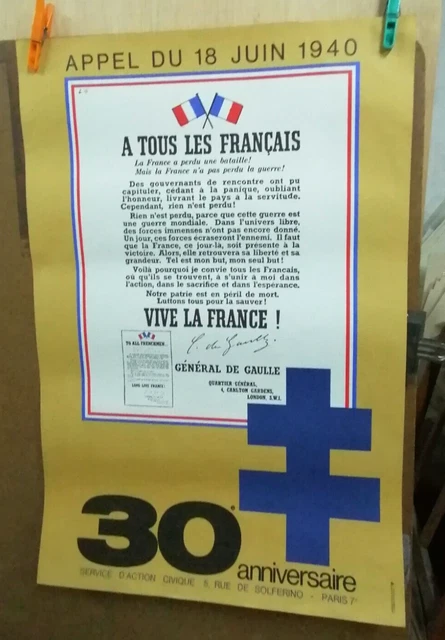 APPEL DU 18 JUIN 1940
A TOUS LES FRANÇAIS
La France a perdu une bataille!
Mais la France n'a pas perdu la guerre!
Des gouvernants de rencontre ont pu
capituler, cédant à la panique, oubliant
l'honneur, livrant le pays à la servitude.
Cependant, rien n'est perdu!
Rien n'est perdu, parce que cette guerre est
une guerre mondiale. Dans l'univers libre,
des forces immenses n'ont pas encore donné.
Un jour, ces forces écraseront l'ennemi. Il faut
que la France, ce jour-là, soit présente à la
victoire. Alors, elle retrouvera sa liberté et sa
grandeur. Tel est mon but, mon seul but!
Voilà pourquoi je convie tous les Francais,
où qu'ils se trouvent, à s'unir à moi dans
l'action, dans le sacrifice et dans l'esperance.
Notre patrie est en péril de mort.
Luttons tous pour la sauver!
VIVE LA FRANCE !
TO ALL FRENCHMEN
LONG LIVE FRANCE!
C. de Gaulle.
GÉNÉRAL DE GAULLE
QUARTIER GÉNÉRAL,
4, CARLTON GARDENS,
LONDON, S.W.1.
30e
anniversaire
SERVICE D'ACTION CIVIQUE 5, RUE DE SOLFERINO - PARIS 7e